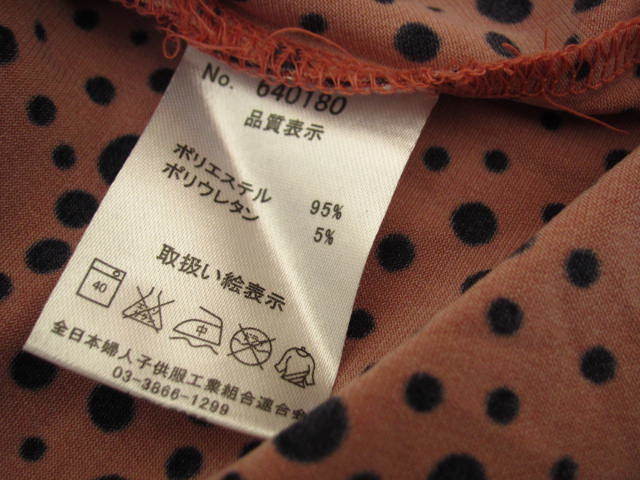 No. 640180
品質表示
ポリエステル 95%
ポリウレタン 5%
取扱い絵表示
40
中
全日本婦人子供服工業組合連合会
03-3866-1299